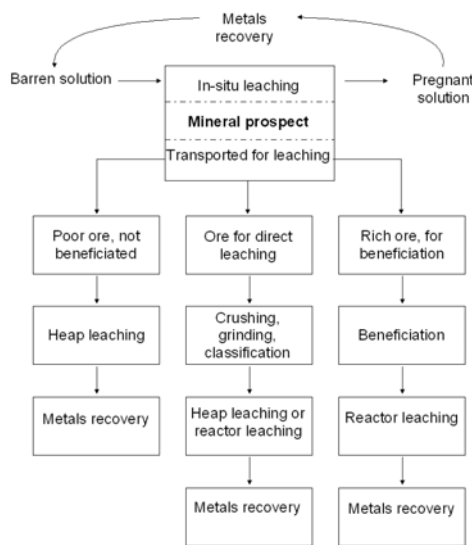 Metals
recovery
Barren solution
In-situ leaching
Pregnant
solution
Mineral prospect
Transported for leaching
Poor ore, not
beneficiated
Ore for direct
leaching
Rich ore, for
beneficiation
Heap leaching
Crushing,
grinding,
classification
Beneficiation
Metals recovery
Heap leaching or
reactor leaching
Reactor leaching
Metals recovery
Metals recovery